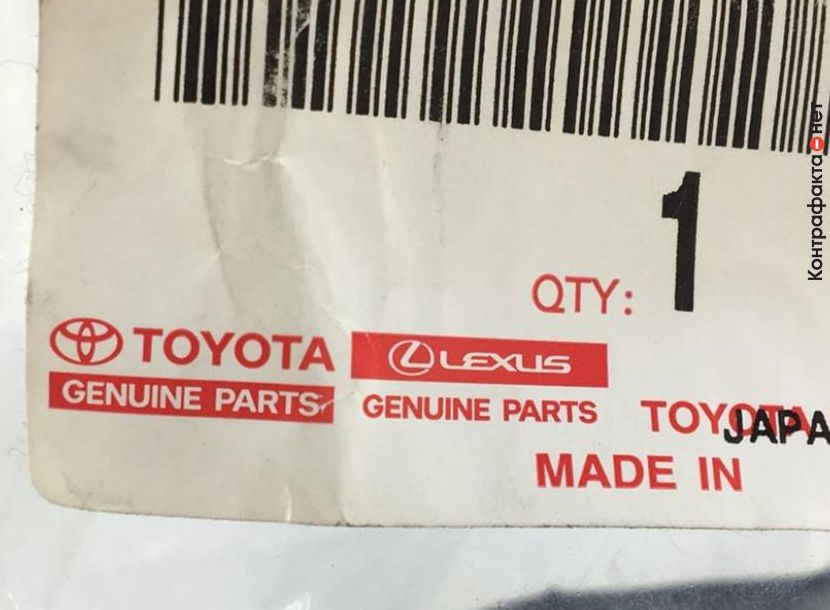 1
QTY:
TOYOTA
LEXUS
GENUINE PARTS
GENUINE PARTS
TOYOTA
JAPA
MADE IN
Контрафакта нет